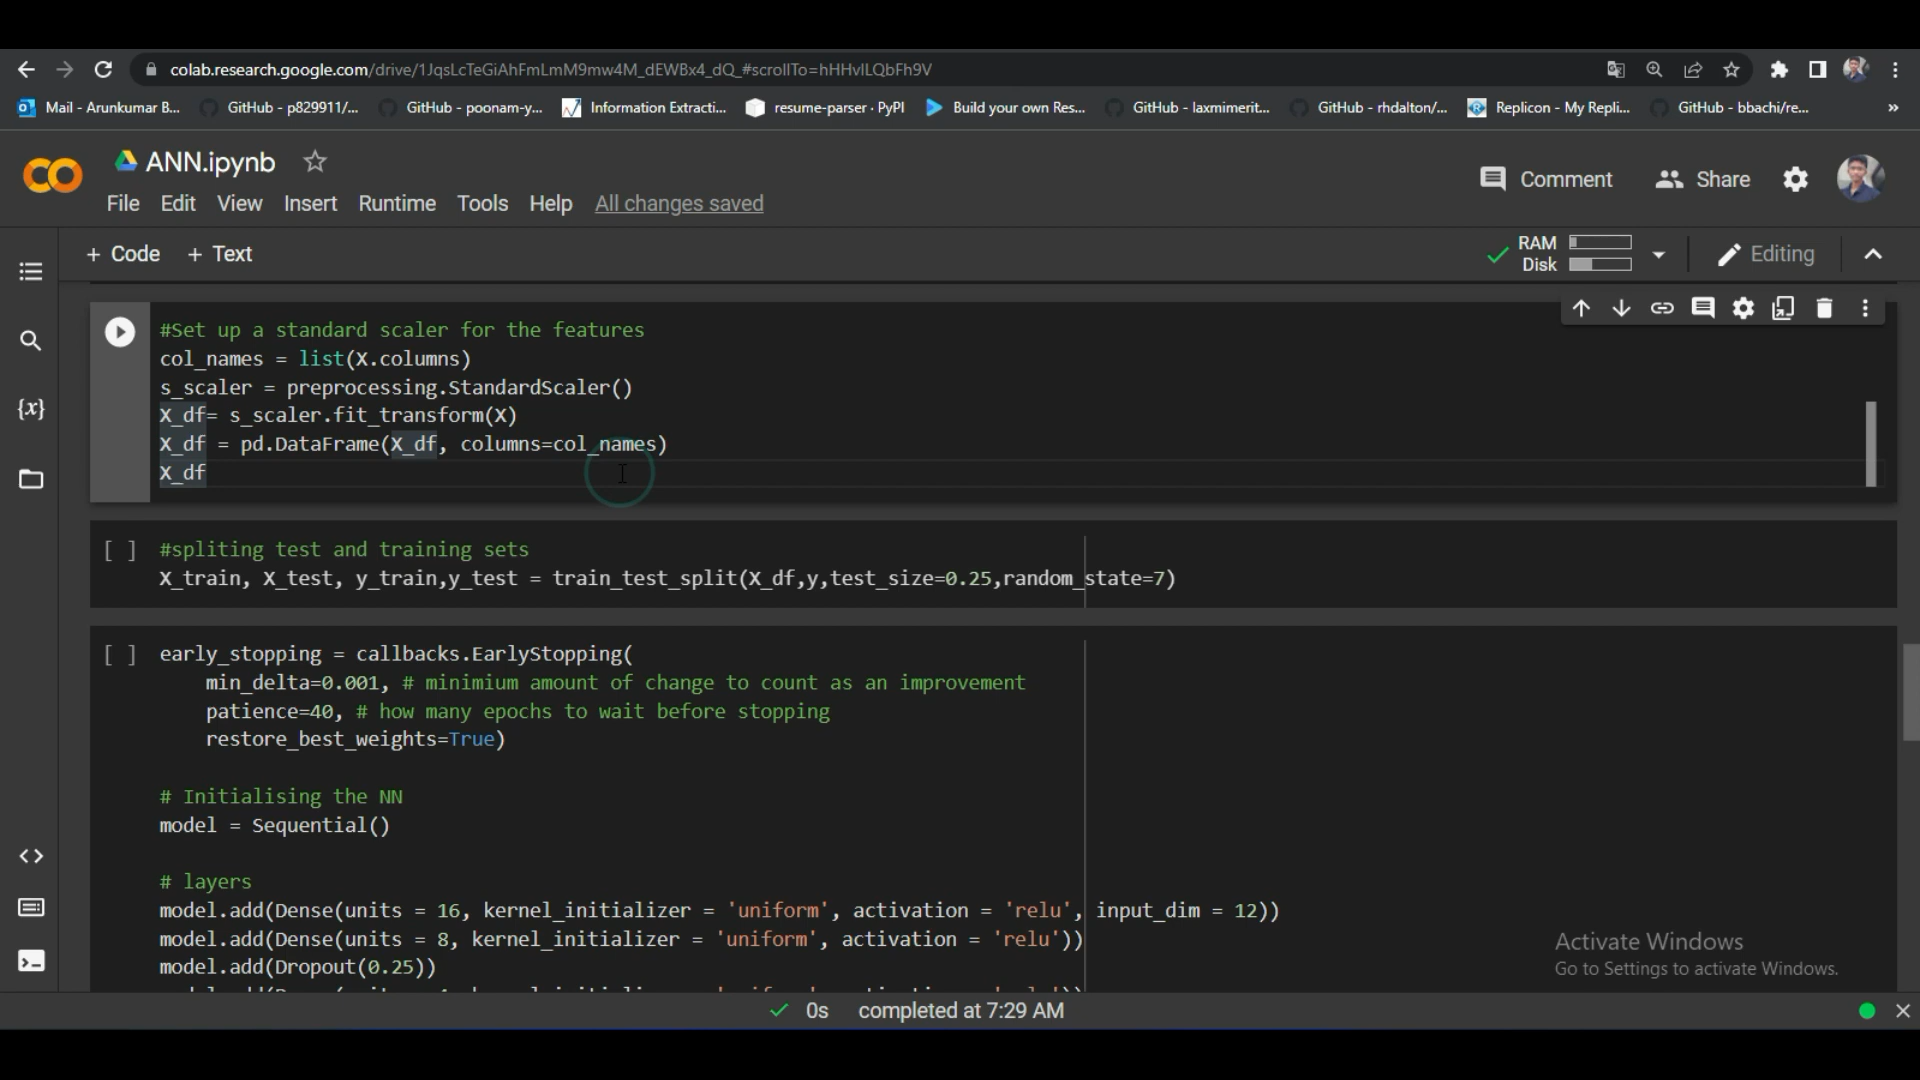 colab.research.google.com/drive/1JqsLcTeGiAhFmLmM9mw4M_dEWBx4_dQ_#scrollTo=hHHvlLQbFh9V
Mail - Arunkumar B... GitHub - p829911/... GitHub - poonam-y... Information Extracti... resume-parser · PyPI Build your own Res... GitHub - laxmimerit... GitHub - rhdalton/... Replicon - My Repli... GitHub - bbachi/re... »
CO ANN.ipynb
Comment Share
File Edit View Insert Runtime Tools Help All changes saved
+ Code + Text
RAM
Disk
Editing
#Set up a standard scaler for the features
col_names = list(X.columns)
s_scaler = preprocessing.StandardScaler()
X_df= s_scaler.fit_transform(X)
X_df = pd.DataFrame(X_df, columns=col_names)
X_df
{x}
[ ] #spliting test and training sets
X_train, X_test, y_train,y_test = train_test_split(X_df,y,test_size=0.25,random_state=7)
[ ] early_stopping = callbacks.EarlyStopping(
min_delta=0.001, # minimium amount of change to count as an improvement
patience=40, # how many epochs to wait before stopping
restore_best_weights=True)
# Initialising the NN
model = Sequential()
# layers
model.add(Dense(units = 16, kernel_initializer = 'uniform', activation = 'relu', input_dim = 12))
model.add(Dense(units = 8, kernel_initializer = 'uniform', activation = 'relu'))
model.add(Dropout(0.25))
Activate Windows
Go to Settings to activate Windows.
0s completed at 7:29 AM